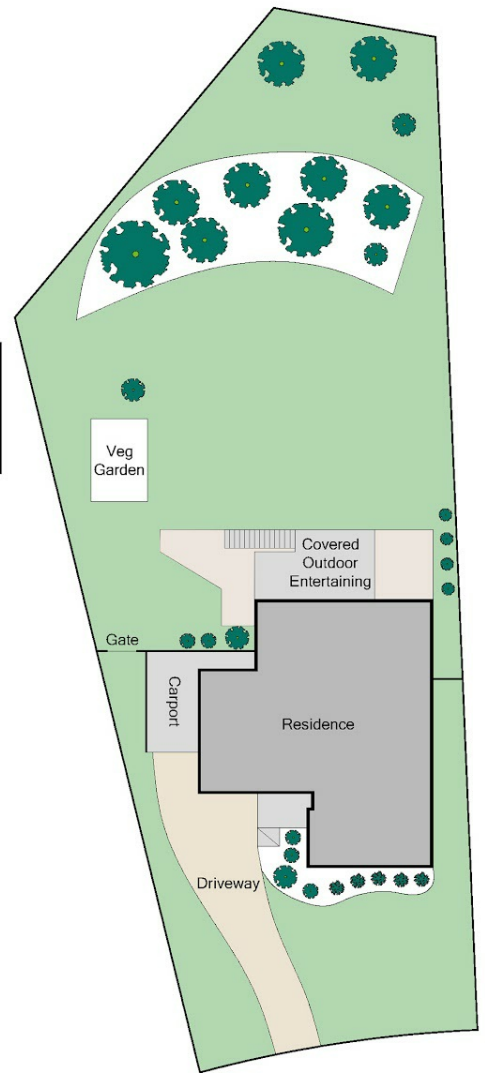 Veg
Garden
Covered
Outdoor
Entertaining
Gate
Carport
Residence
Driveway